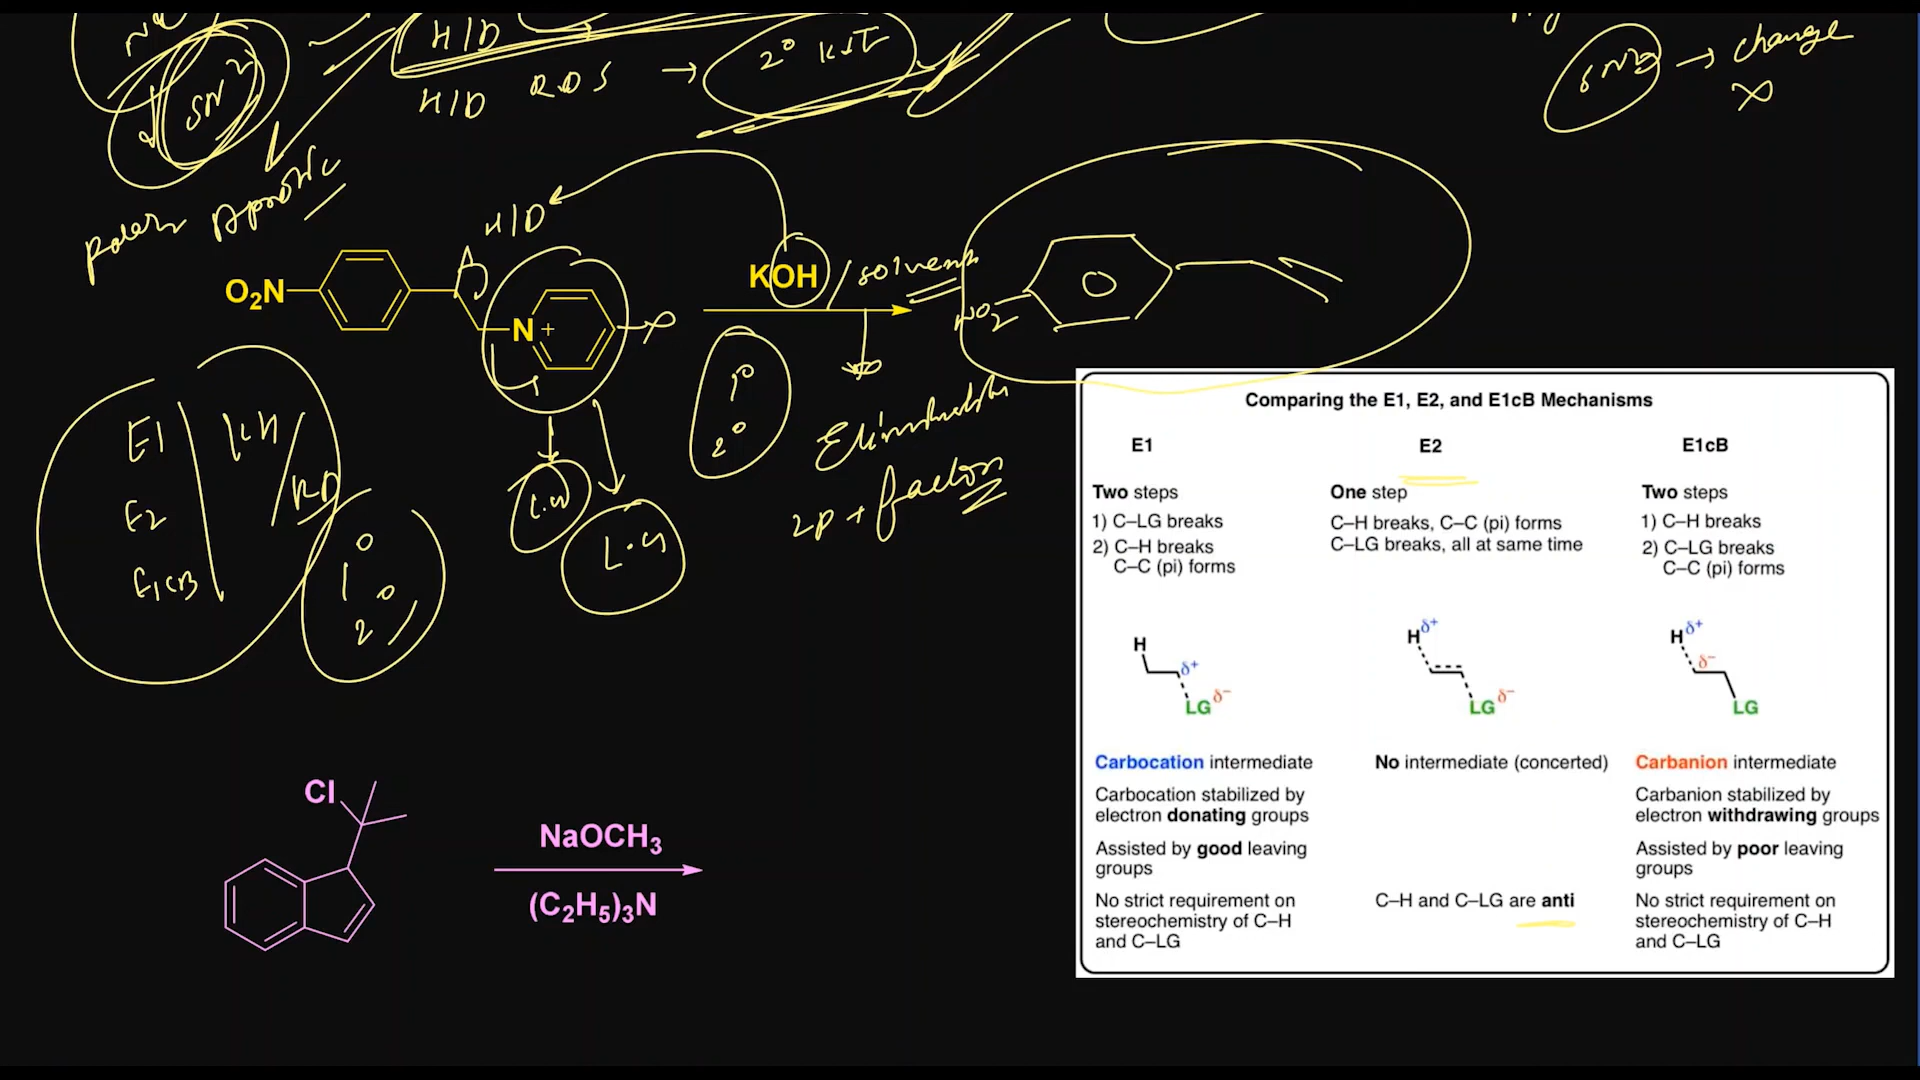 H/D
SN2
H/D RDS → 2° KIE
SN2 → change
polar Aprotic
H/D
O₂N
N +
KOH / solvent
NO₂
1°
2°
E1
E2
E1CB
KH / KD
1°
2°
L.G
Elimination
factor
Comparing the E1, E2, and E1cB Mechanisms
E1
Two steps
1) C–LG breaks
2) C–H breaks
C–C (pi) forms
H
δ⁺
LG δ⁻
Carbocation intermediate
Carbocation stabilized by
electron donating groups
Assisted by good leaving
groups
No strict requirement on
stereochemistry of C–H
and C–LG
E2
One step
C–H breaks, C–C (pi) forms
C–LG breaks, all at same time
H δ⁺
LG δ⁻
No intermediate (concerted)
C–H and C–LG are anti
E1cB
Two steps
1) C–H breaks
2) C–LG breaks
C–C (pi) forms
H δ⁺
δ⁻
LG
Carbanion intermediate
Carbanion stabilized by
electron withdrawing groups
Assisted by poor leaving
groups
No strict requirement on
stereochemistry of C–H
and C–LG
Cl
NaOCH₃
(C₂H₅)₃N